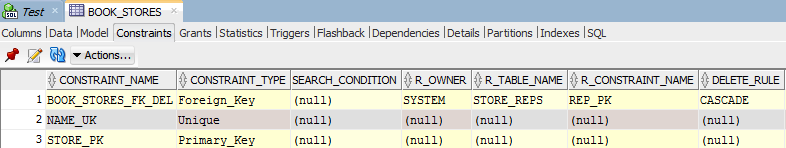 Test BOOK_STORES
Columns Data Model Constraints Grants Statistics Triggers Flashback Dependencies Details Partitions Indexes SQL
Actions...
CONSTRAINT_NAME CONSTRAINT_TYPE SEARCH_CONDITION R_OWNER R_TABLE_NAME R_CONSTRAINT_NAME DELETE_RULE
1 BOOK_STORES_FK_DEL Foreign_Key (null) SYSTEM STORE_REPS REP_PK CASCADE
2 NAME_UK Unique (null) (null) (null) (null) (null)
3 STORE_PK Primary_Key (null) (null) (null) (null) (null)